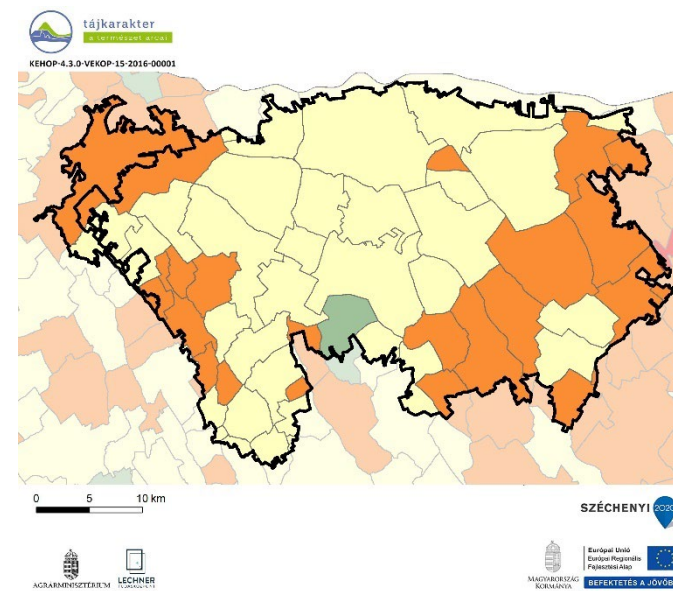 tájkarakter
a természet arcai
KEHOP-4.3.0-VEKOP-15-2016-00001
0 5 10 km
SZÉCHENYI 2020
AGRÁRMINISZTÉRIUM
LECHNER
MAGYARORSZÁG
KORMÁNYA
Európai Unió
Európai Regionális
Fejlesztési Alap
BEFEKTETÉS A JÖVŐB